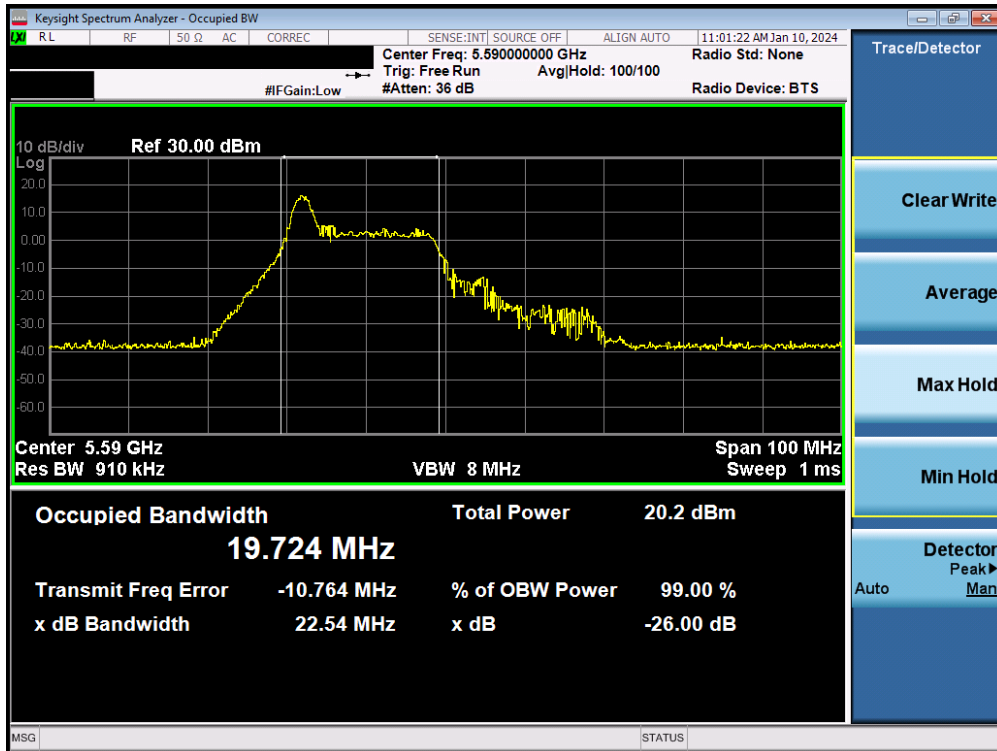 Keysight Spectrum Analyzer - Occupied BW
LXI RL RF 50 Ω AC CORREC SENSE:INT SOURCE OFF ALIGN AUTO 11:01:22 AM Jan 10, 2024
Center Freq: 5.590000000 GHz Radio Std: None
Trig: Free Run Avg|Hold: 100/100
#IFGain:Low #Atten: 36 dB Radio Device: BTS
Trace/Detector
10 dB/div Ref 30.00 dBm
Log
20.0
10.0
0.00
-10.0
-20.0
-30.0
-40.0
-50.0
-60.0
Center 5.59 GHz Span 100 MHz
Res BW 910 kHz VBW 8 MHz Sweep 1 ms
Occupied Bandwidth Total Power 20.2 dBm
19.724 MHz
Transmit Freq Error -10.764 MHz % of OBW Power 99.00 %
x dB Bandwidth 22.54 MHz x dB -26.00 dB
Clear Write
Average
Max Hold
Min Hold
Detector
Peak▶
Auto Man
MSG STATUS